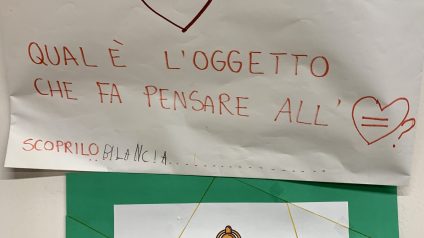 QUAL È L'OGGETTO
CHE FA PENSARE ALL' = ?
SCOPRILO..BILANCIA......................